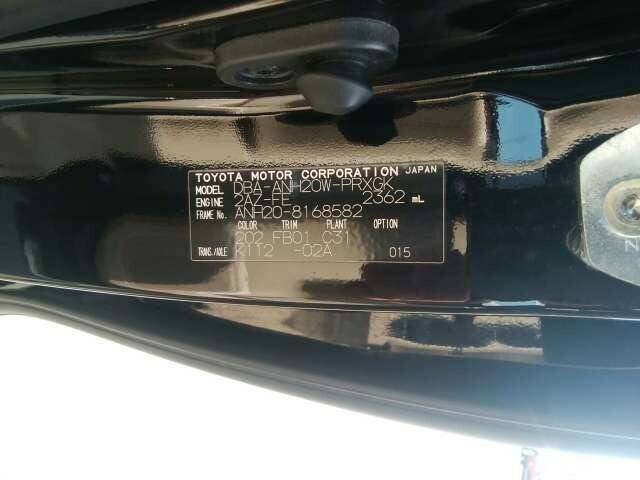 TOYOTA MOTOR CORPORATION JAPAN
MODEL DBA-ANH20W-PRXGK
ENGINE 2AZ-FE 2362 mL
FRAME No. ANH20-8168582
COLOR TRIM PLANT OPTION
202 FB01 C31
TRANS./AXLE K112 -02A 015
N